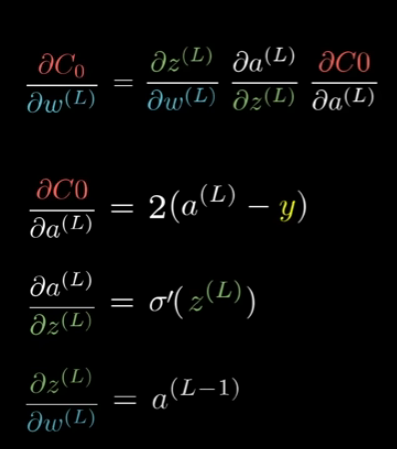 ∂C₀/∂w⁽ᴸ⁾ = ∂z⁽ᴸ⁾/∂w⁽ᴸ⁾ ∂a⁽ᴸ⁾/∂z⁽ᴸ⁾ ∂C0/∂a⁽ᴸ⁾
∂C0/∂a⁽ᴸ⁾ = 2(a⁽ᴸ⁾ − y)
∂a⁽ᴸ⁾/∂z⁽ᴸ⁾ = σ′(z⁽ᴸ⁾)
∂z⁽ᴸ⁾/∂w⁽ᴸ⁾ = a⁽ᴸ⁻¹⁾